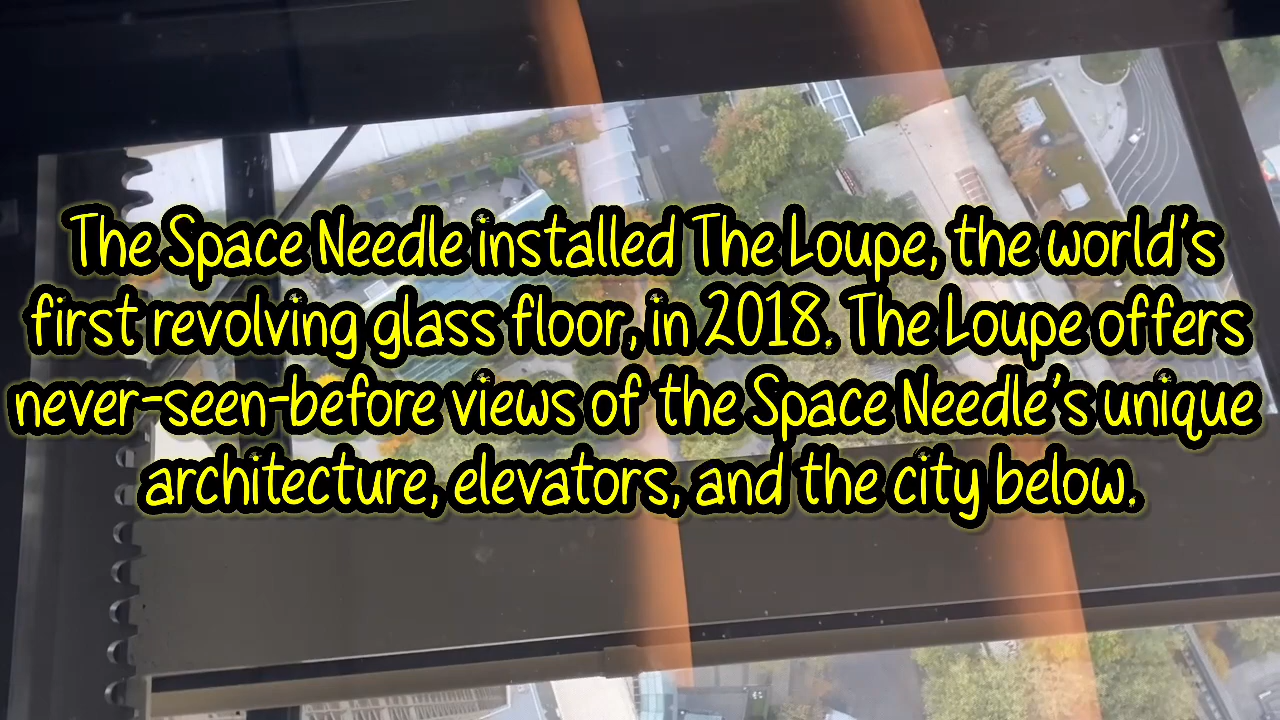 The Space Needle installed The Loupe, the world's
first revolving glass floor, in 2018. The Loupe offers
never-seen-before views of the Space Needle's unique
architecture, elevators, and the city below.